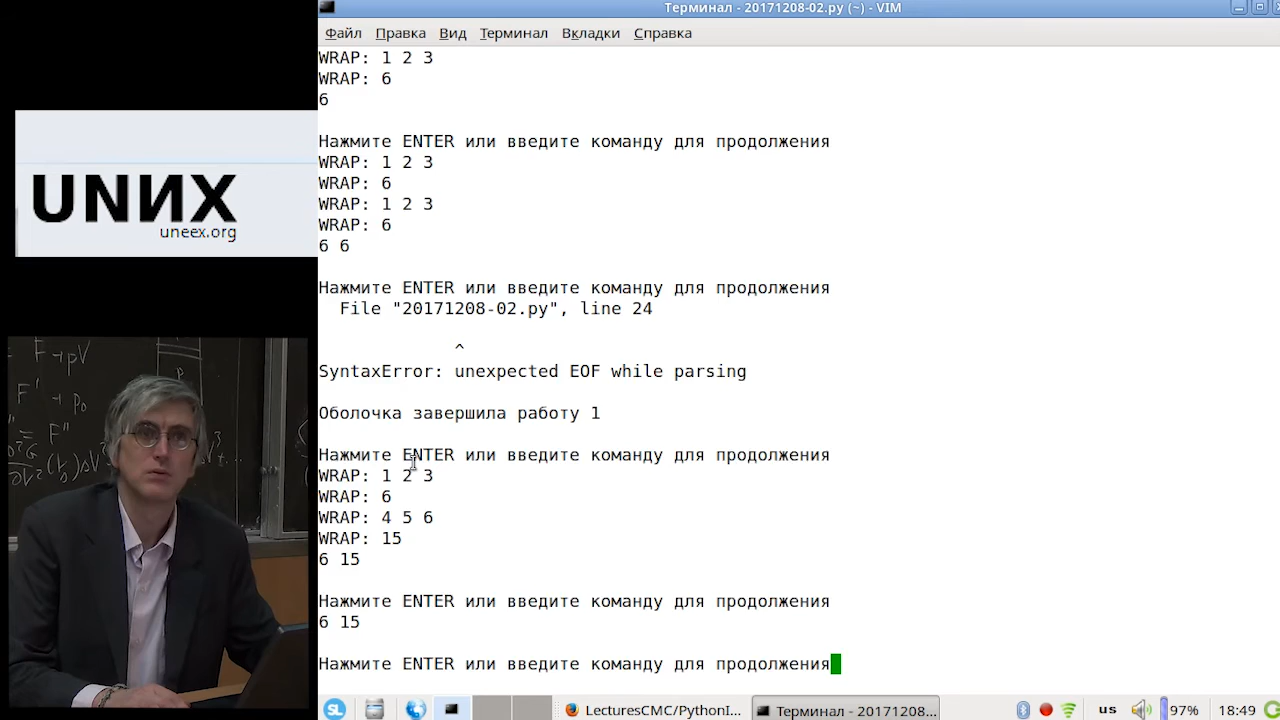 Терминал - 20171208-02.py (~) - VIM
Файл Правка Вид Терминал Вкладки Справка
WRAP: 1 2 3
WRAP: 6
6
Нажмите ENTER или введите команду для продолжения
WRAP: 1 2 3
WRAP: 6
WRAP: 1 2 3
WRAP: 6
6 6
Нажмите ENTER или введите команду для продолжения
File "20171208-02.py", line 24
^
SyntaxError: unexpected EOF while parsing
Оболочка завершила работу 1
Нажмите ENTER или введите команду для продолжения
WRAP: 1 2 3
WRAP: 6
WRAP: 4 5 6
WRAP: 15
6 15
Нажмите ENTER или введите команду для продолжения
6 15
Нажмите ENTER или введите команду для продолжения
UNИX
uneex.org
SL
LecturesCMC/PythonI...
Терминал - 20171208...
us
97%
18:49